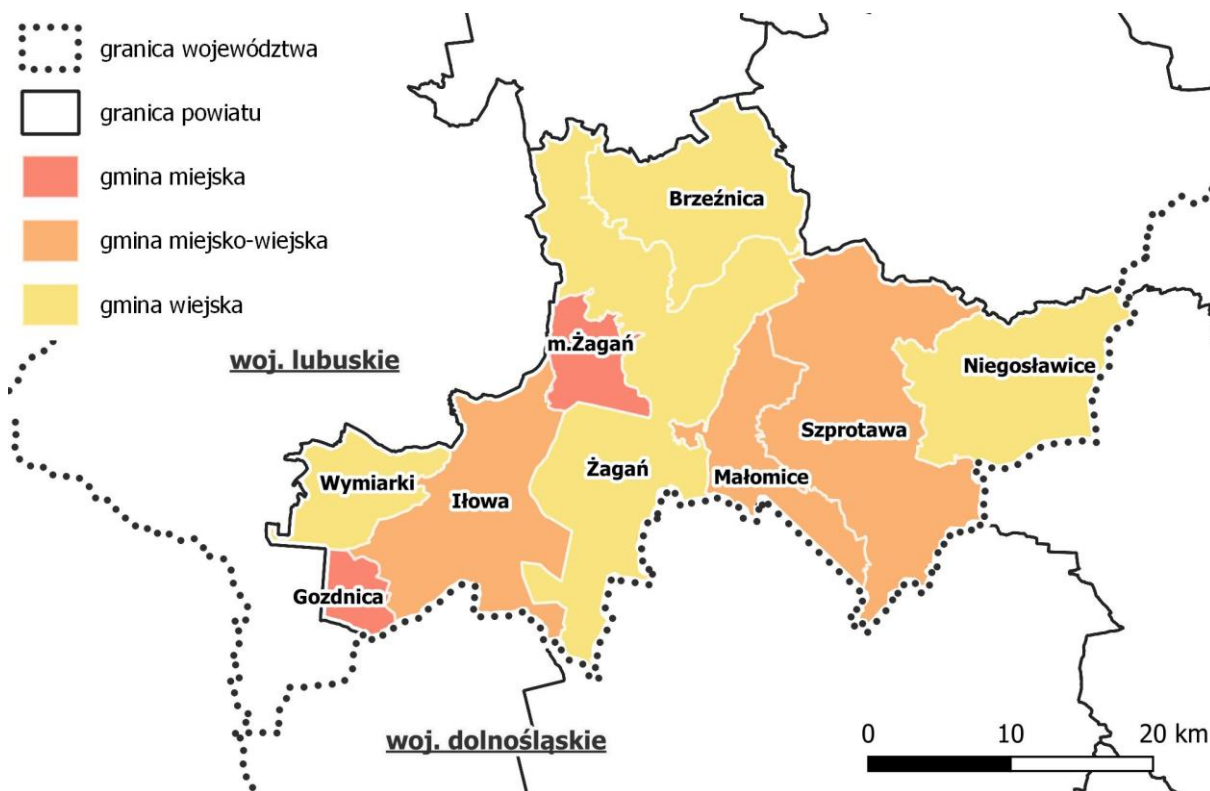 granica województwa
granica powiatu
gmina miejska
gmina miejsko-wiejska
gmina wiejska
Brzeźnica
m.Żagań
woj. lubuskie
Niegosławice
Szprotawa
Żagań
Małomice
Wymiarki
Iłowa
Gozdnica
woj. dolnośląskie
0 10 20 km